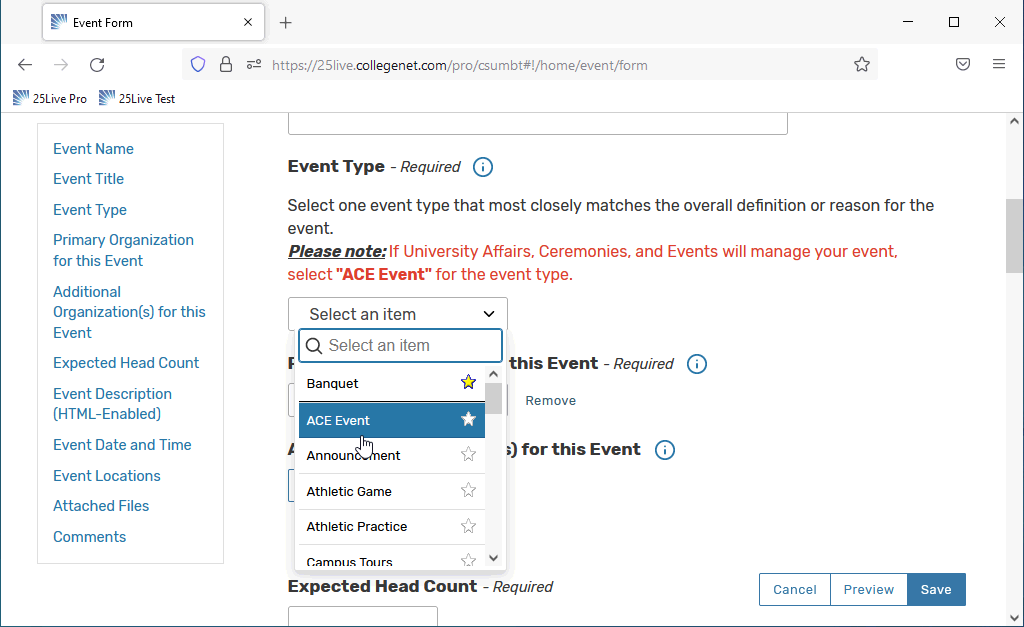 Event Form
https://25live.collegenet.com/pro/csumbt#!/home/event/form
25Live Pro
25Live Test
Event Name
Event Title
Event Type
Primary Organization
for this Event
Additional
Organization(s) for this
Event
Expected Head Count
Event Description
(HTML-Enabled)
Event Date and Time
Event Locations
Attached Files
Comments
Event Type - Required
Select one event type that most closely matches the overall definition or reason for the
event.
Please note: If University Affairs, Ceremonies, and Events will manage your event,
select "ACE Event" for the event type.
Select an item
Select an item
this Event - Required
Banquet
Remove
ACE Event
for this Event
Announcement
Athletic Game
Athletic Practice
Campus Tours
Expected Head Count - Required
Cancel
Preview
Save